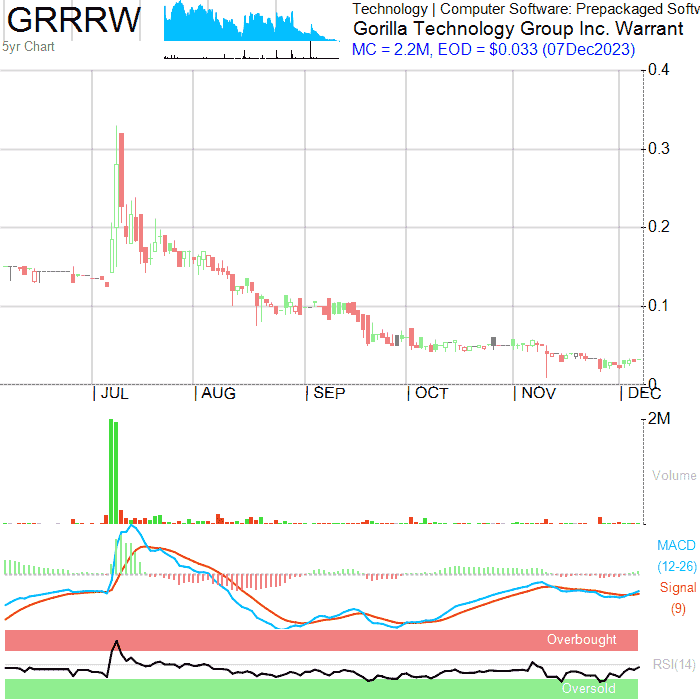 GRRRW
5yr Chart
Technology | Computer Software: Prepackaged Softw
Gorilla Technology Group Inc. Warrant
MC = 2.2M, EOD = $0.033 (07Dec2023)
0.4
0.3
0.2
0.1
0
JUL
AUG
SEP
OCT
NOV
DEC
2M
Volume
MACD
(12-26)
Signal
(9)
Overbought
RSI(14)
Oversold